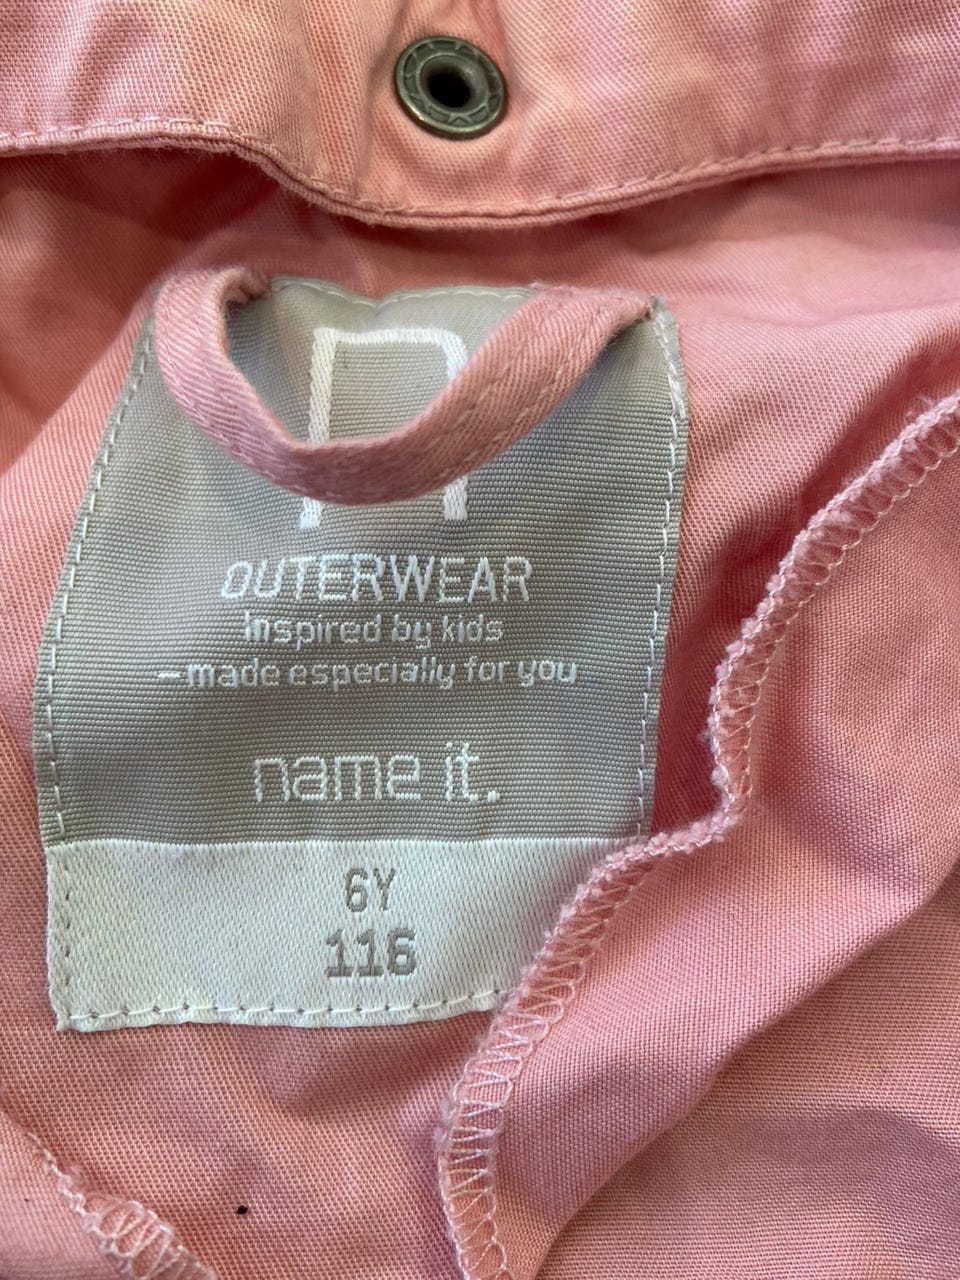 OUTERWEAR
Inspired by kids
–made especially for you
name it.
6Y
116